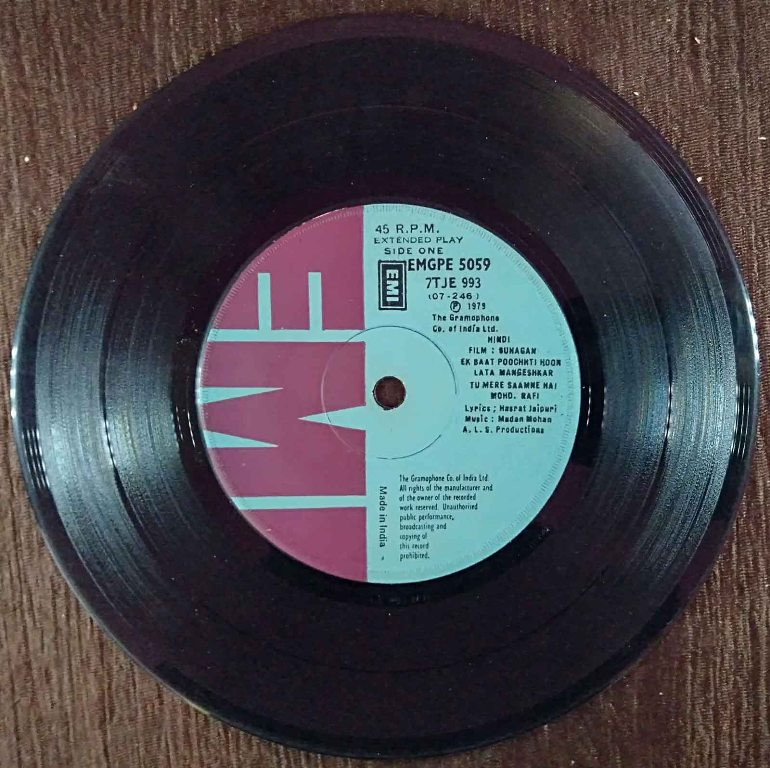 45 R.P.M.
EXTENDED PLAY
SIDE ONE
EMI
EMGPE 5059
7TJE 993
(07-246)
Ⓟ 1979
The Gramophone
Co. of India Ltd.
HINDI
FILM : SUHAGAN
EK BAAT POOCHHTI HOON
LATA MANGESHKAR
TU MERE SAAMNE HAI
MOHD. RAFI
Lyrics ; Hasrat Jaipuri
Music : Madan Mohan
A. L. S. Productions
The Gramophone Co. of India Ltd.
All rights of the manufacturer and
of the owner of the recorded
work reserved. Unauthorised
public performance,
broadcasting and
copying of
this record
prohibited.
Made in India
EMI